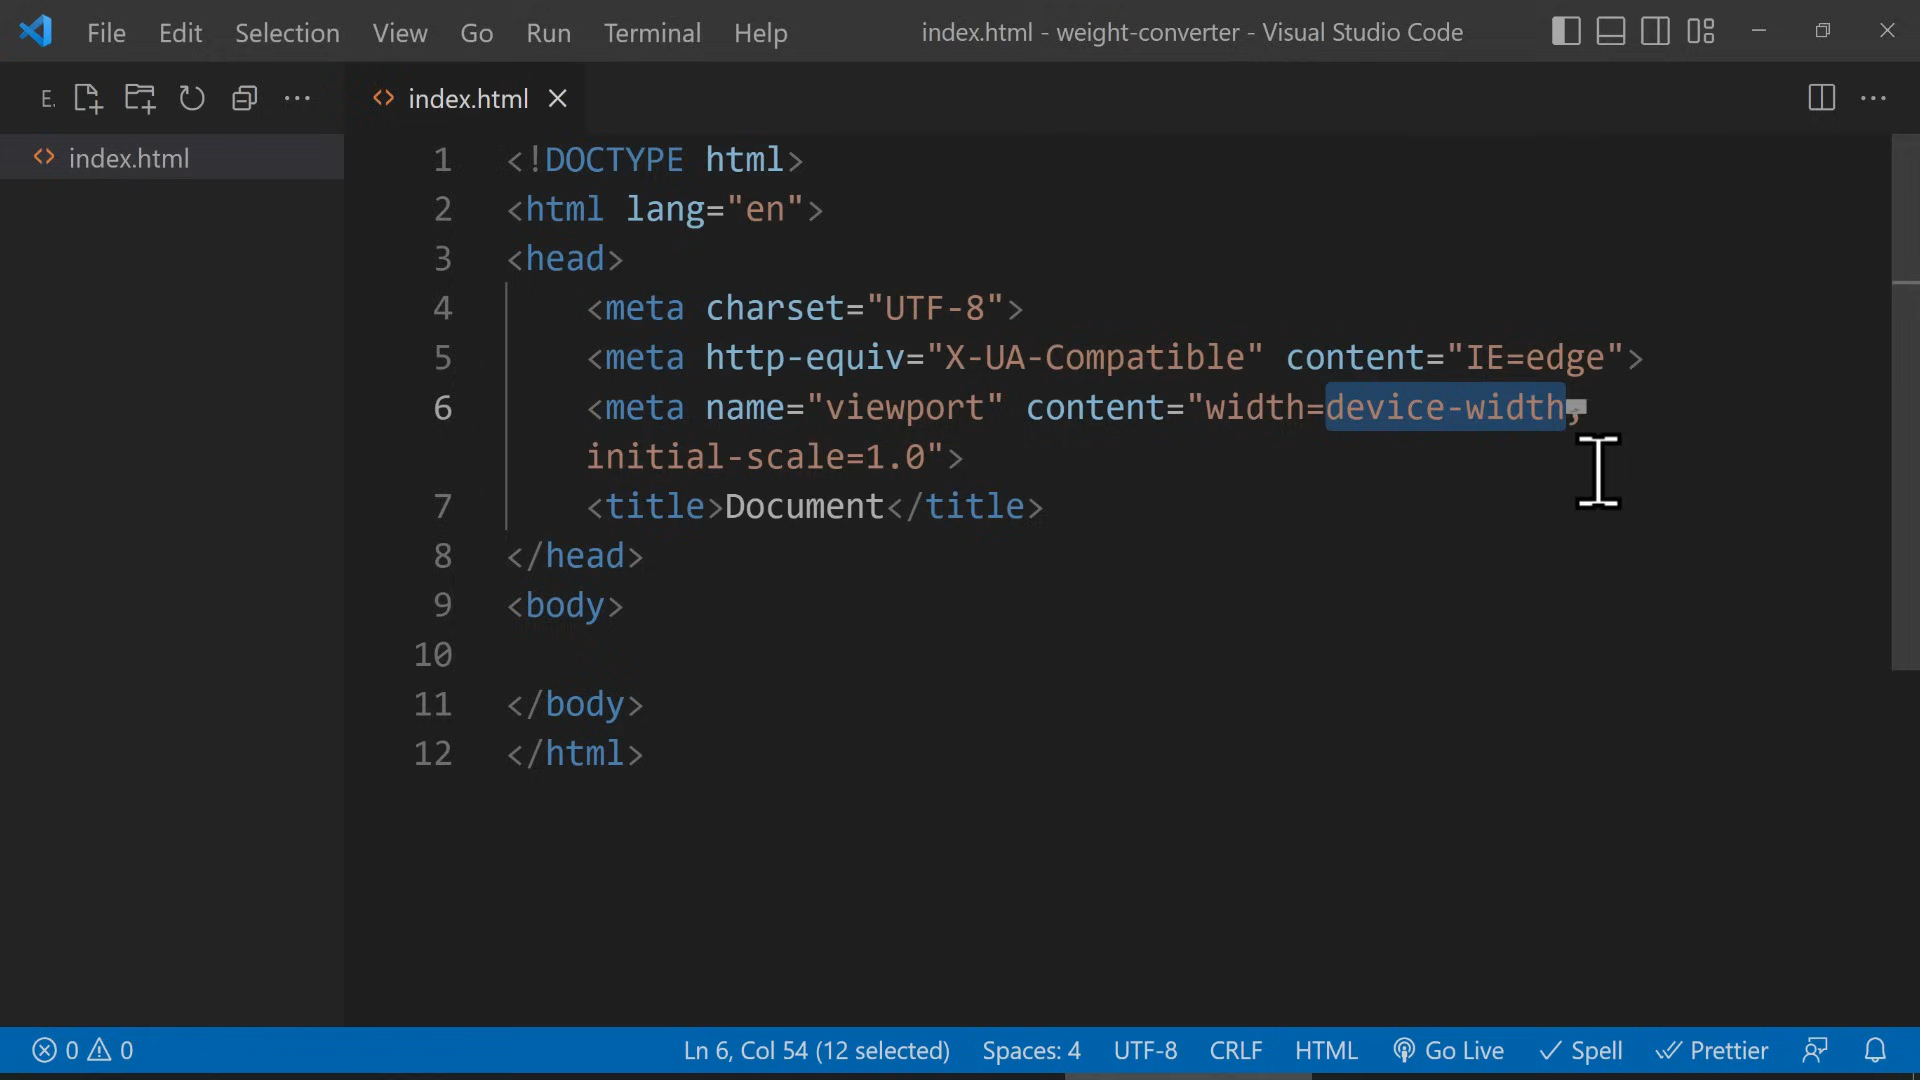 File Edit Selection View Go Run Terminal Help index.html - weight-converter - Visual Studio Code
E. index.html
index.html
1 <!DOCTYPE html>
2 <html lang="en">
3 <head>
4 <meta charset="UTF-8">
5 <meta http-equiv="X-UA-Compatible" content="IE=edge">
6 <meta name="viewport" content="width=device-width,
initial-scale=1.0">
7 <title>Document</title>
8 </head>
9 <body>
10
11 </body>
12 </html>
0 0 Ln 6, Col 54 (12 selected) Spaces: 4 UTF-8 CRLF HTML Go Live Spell Prettier